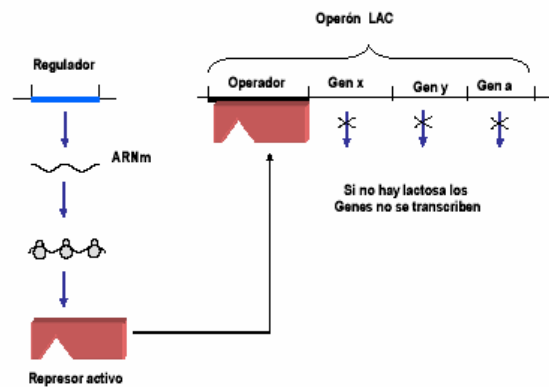 Operón LAC
Regulador
Operador
Gen x
Gen y
Gen a
ARNm
Si no hay lactosa los
Genes no se transcriben
Represor activo